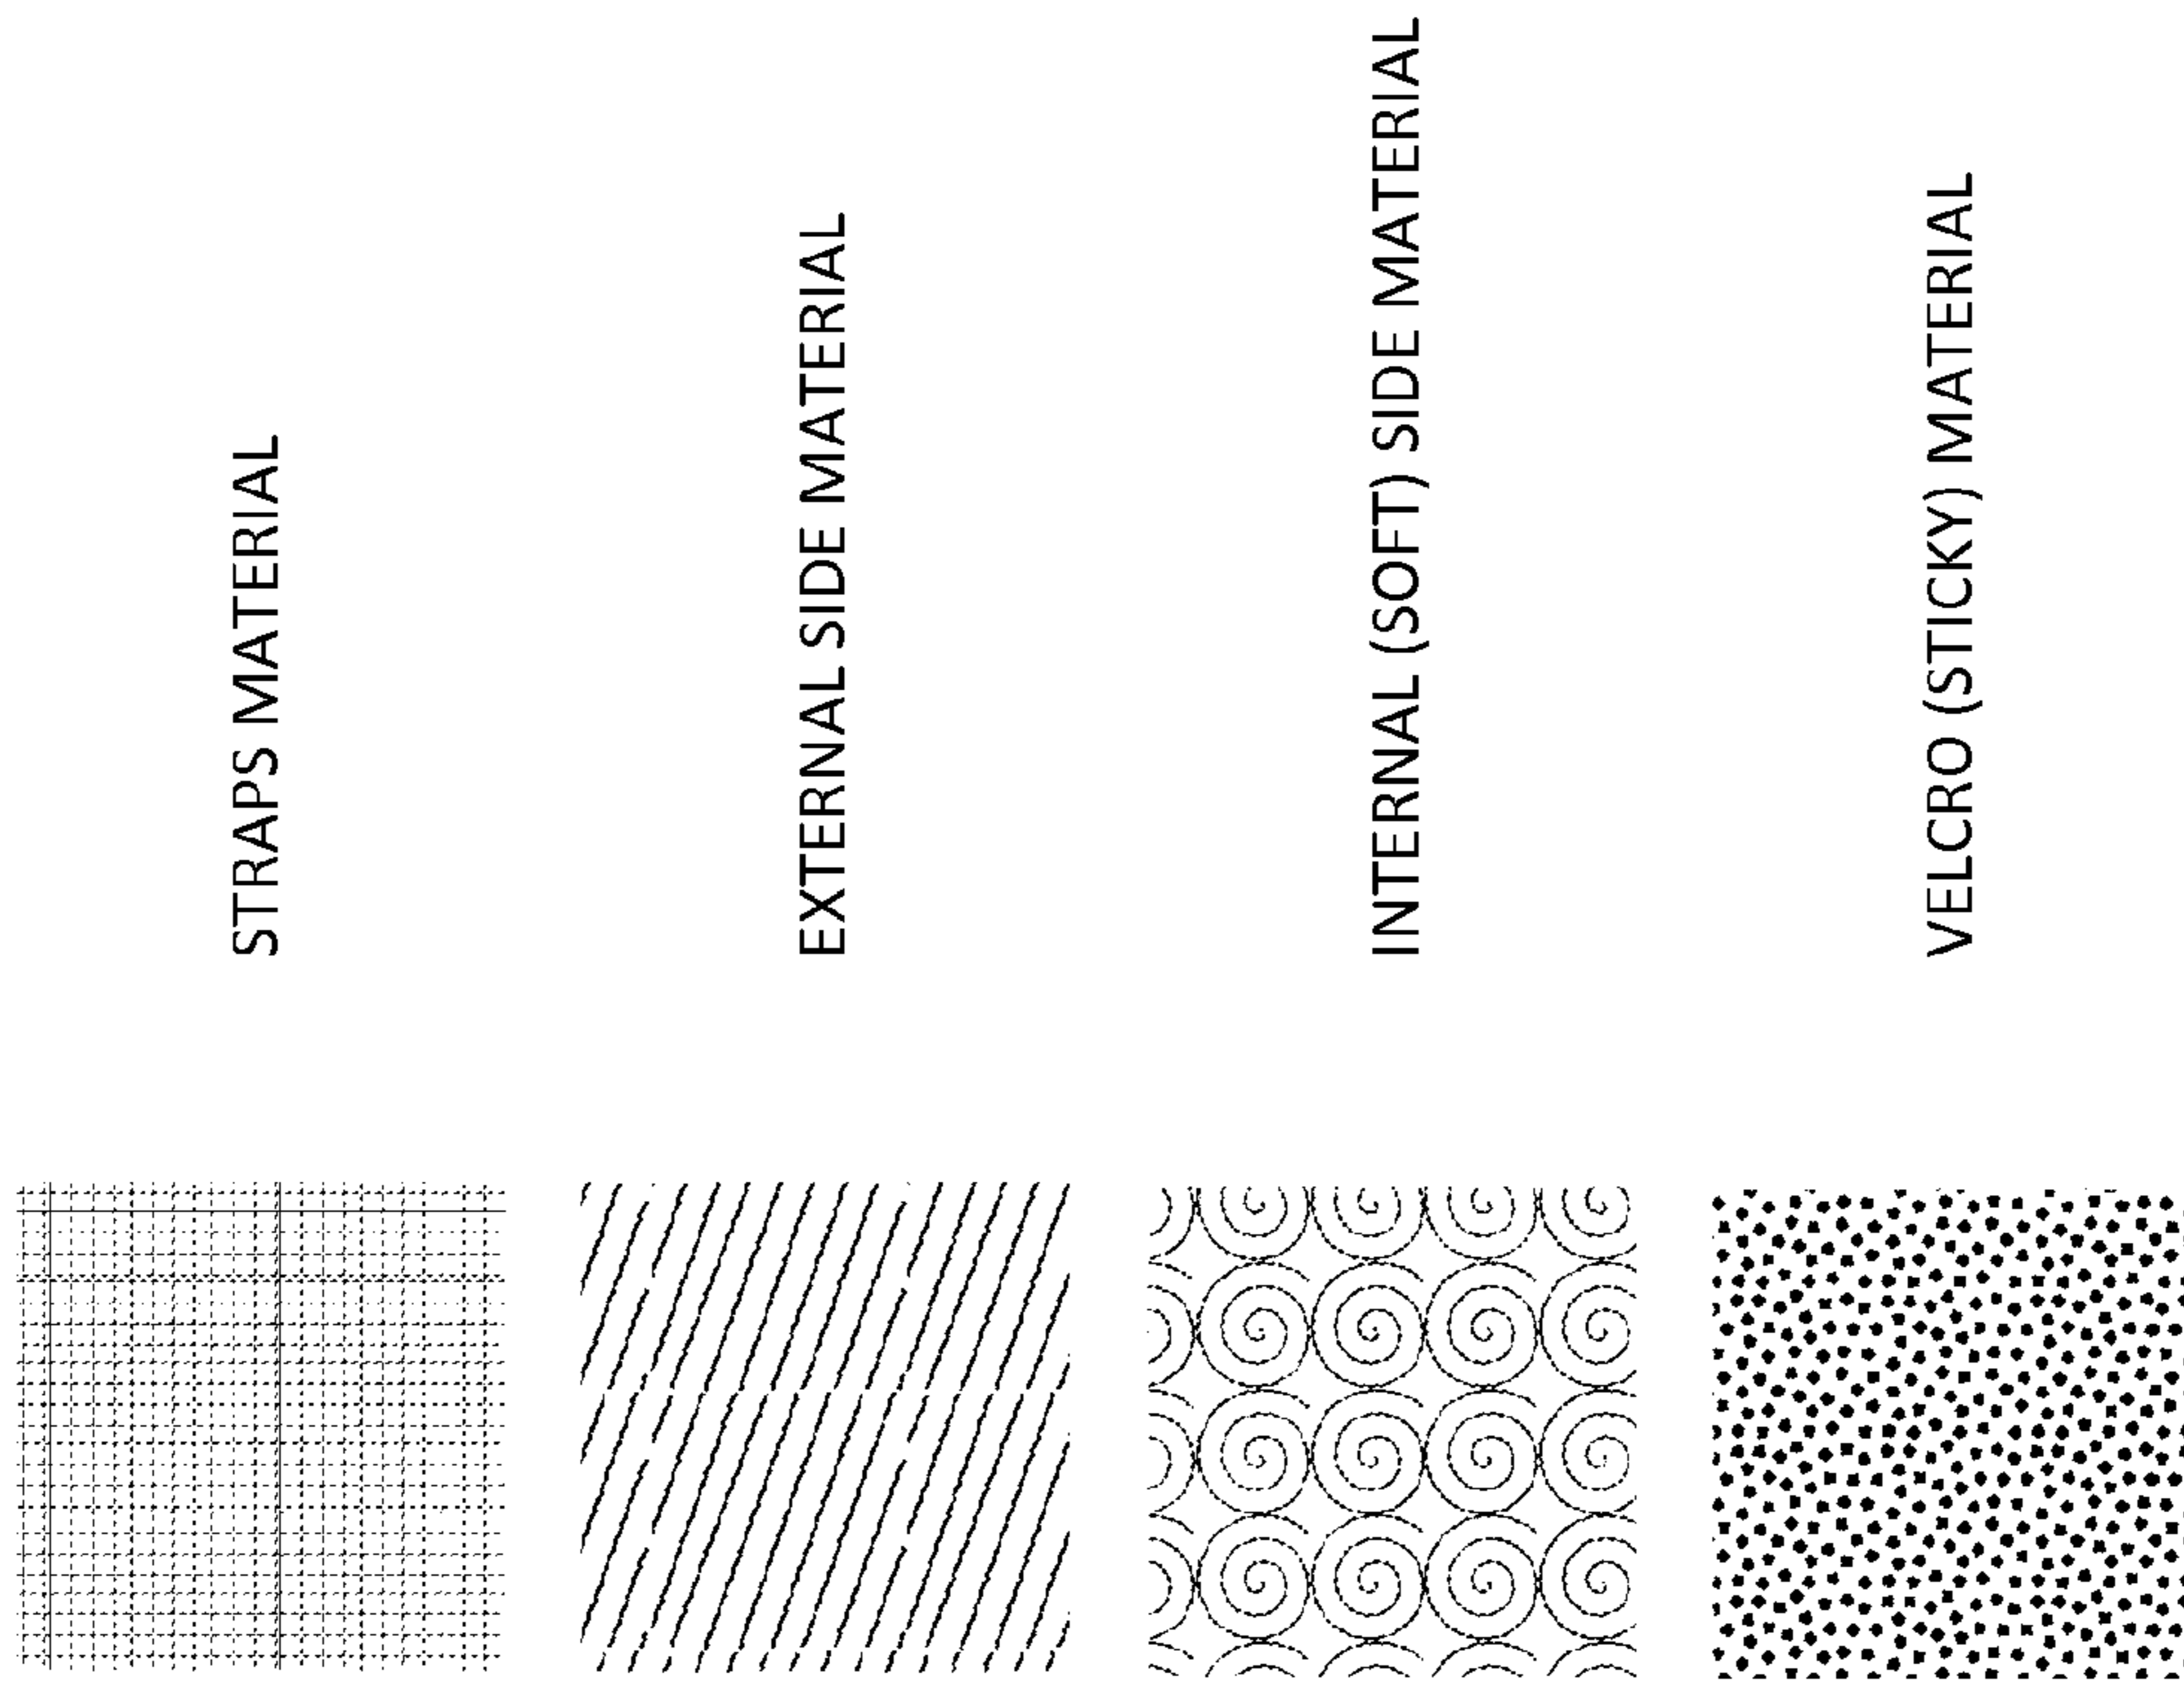 STRAPS MATERIAL
EXTERNAL SIDE MATERIAL
INTERNAL (SOFT) SIDE MATERIAL
VELCRO (STICKY) MATERIAL